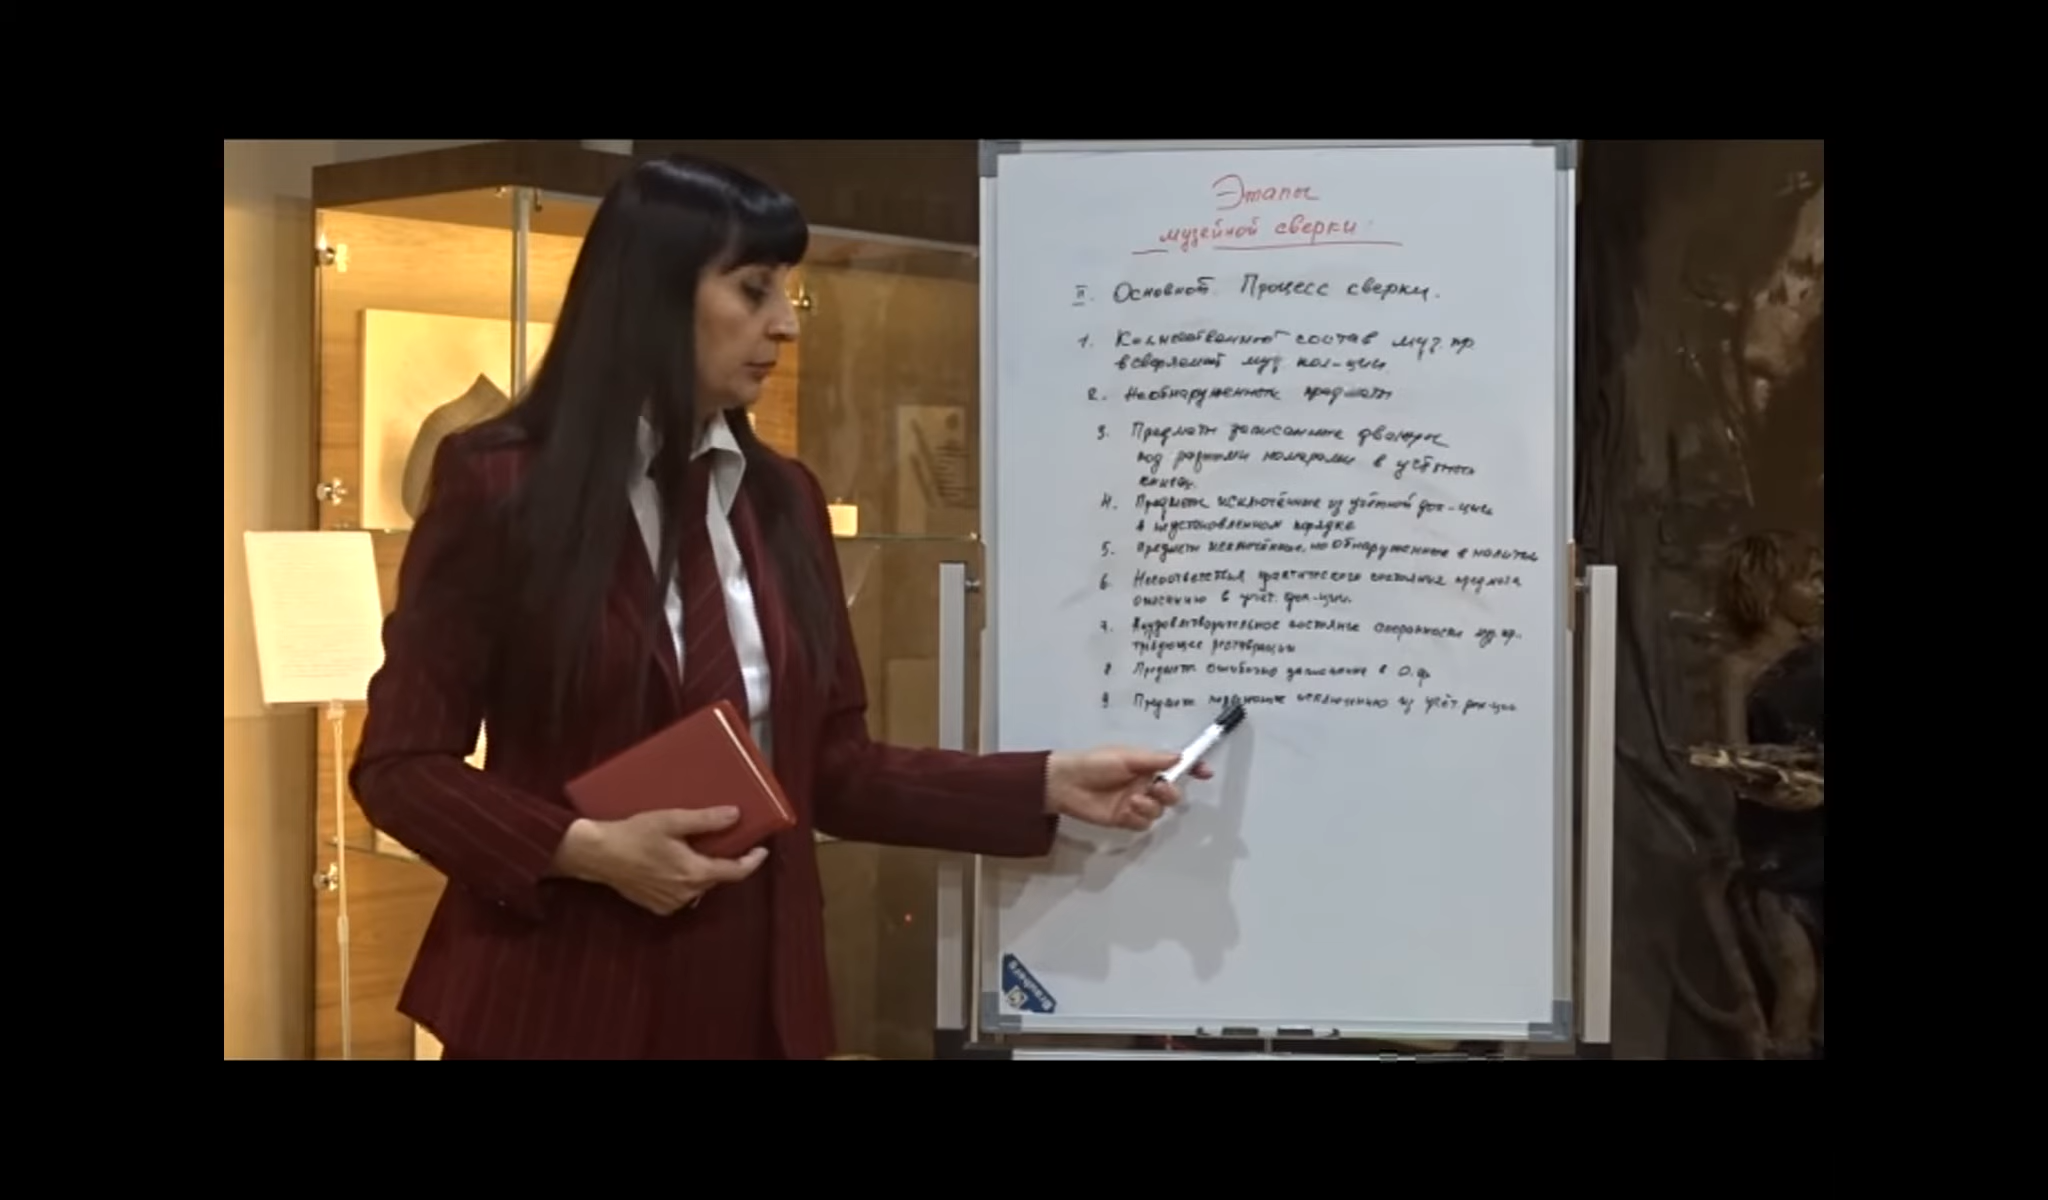 Этапы
музейной сверки.
II. Основной. Процесс сверки.
1. Количественный состав муз. пр.
в сверяемой муз. кол-ции.
2. Необнаруженные предметы
3. Предметы записанные дважды
под разными номерами в учётных
книгах.
4. Предметы исключённые из учётной док-ции
в неустановленном порядке
5. Предметы исключённые, но обнаруженные в наличии
6. Несоответствия фактического состояния предмета
описанию в учёт. док-ции.
7. Неудовлетворительное состояние сохранности муз. пр.
требующее реставрации
8 Предметы ошибочно записанные в О.ф
9 Предметы подлежащие исключению из учёт. док-ции
Brauberg